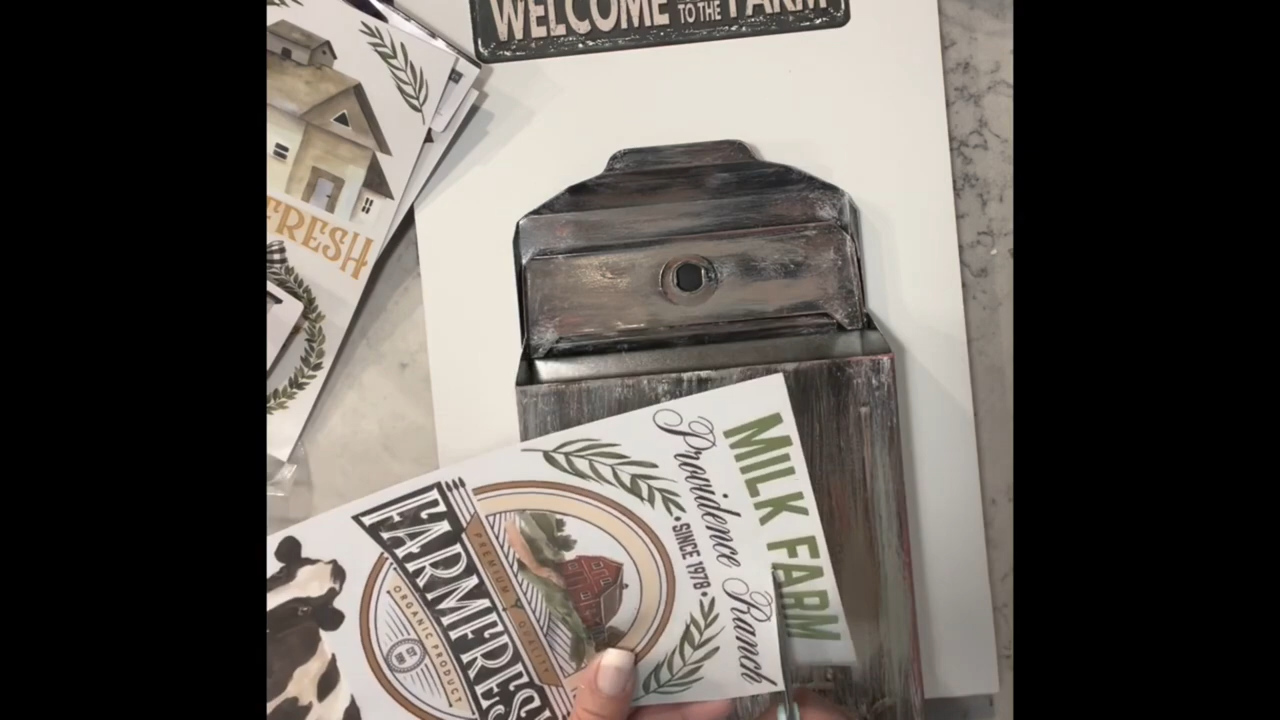 WELCOME TO THE FARM
FRESH
MILK FARM
Providence Ranch
• SINCE 1978 •
PREMIUM QUALITY
FARMFRESH
ORGANIC PRODUCT